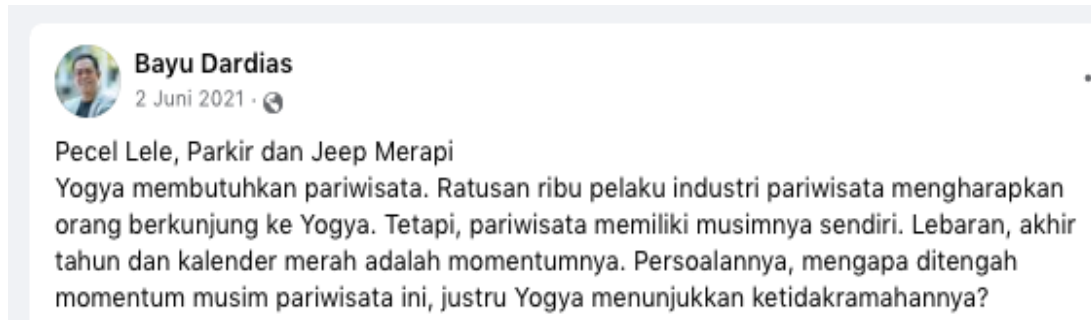 Bayu Dardias
2 Juni 2021 ·
Pecel Lele, Parkir dan Jeep Merapi
Yogya membutuhkan pariwisata. Ratusan ribu pelaku industri pariwisata mengharapkan
orang berkunjung ke Yogya. Tetapi, pariwisata memiliki musimnya sendiri. Lebaran, akhir
tahun dan kalender merah adalah momentumnya. Persoalannya, mengapa ditengah
momentum musim pariwisata ini, justru Yogya menunjukkan ketidakramahannya?